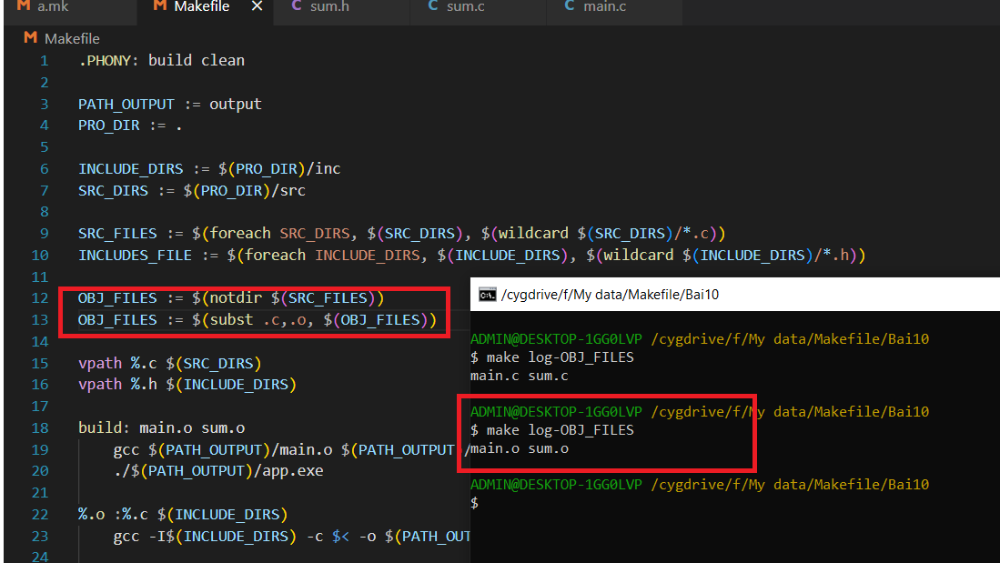 M a.mk
M Makefile ×
C sum.h
C sum.c
C main.c
M Makefile
1 .PHONY: build clean
2
3 PATH_OUTPUT := output
4 PRO_DIR := .
5
6 INCLUDE_DIRS := $(PRO_DIR)/inc
7 SRC_DIRS := $(PRO_DIR)/src
8
9 SRC_FILES := $(foreach SRC_DIRS, $(SRC_DIRS), $(wildcard $(SRC_DIRS)/*.c))
10 INCLUDES_FILE := $(foreach INCLUDE_DIRS, $(INCLUDE_DIRS), $(wildcard $(INCLUDE_DIRS)/*.h))
11
12 OBJ_FILES := $(notdir $(SRC_FILES))
13 OBJ_FILES := $(subst .c,.o, $(OBJ_FILES))
14
15 vpath %.c $(SRC_DIRS)
16 vpath %.h $(INCLUDE_DIRS)
17
18 build: main.o sum.o
19 gcc $(PATH_OUTPUT)/main.o $(PATH_OUTPUT)/
20 ./$(PATH_OUTPUT)/app.exe
21
22 %.o :%.c $(INCLUDE_DIRS)
23 gcc -I$(INCLUDE_DIRS) -c $< -o $(PATH_OUT
24
/cygdrive/f/My data/Makefile/Bai10
ADMIN@DESKTOP-1GG0LVP /cygdrive/f/My data/Makefile/Bai10
$ make log-OBJ_FILES
main.c sum.c
ADMIN@DESKTOP-1GG0LVP /cygdrive/f/My data/Makefile/Bai10
$ make log-OBJ_FILES
main.o sum.o
ADMIN@DESKTOP-1GG0LVP /cygdrive/f/My data/Makefile/Bai10
$